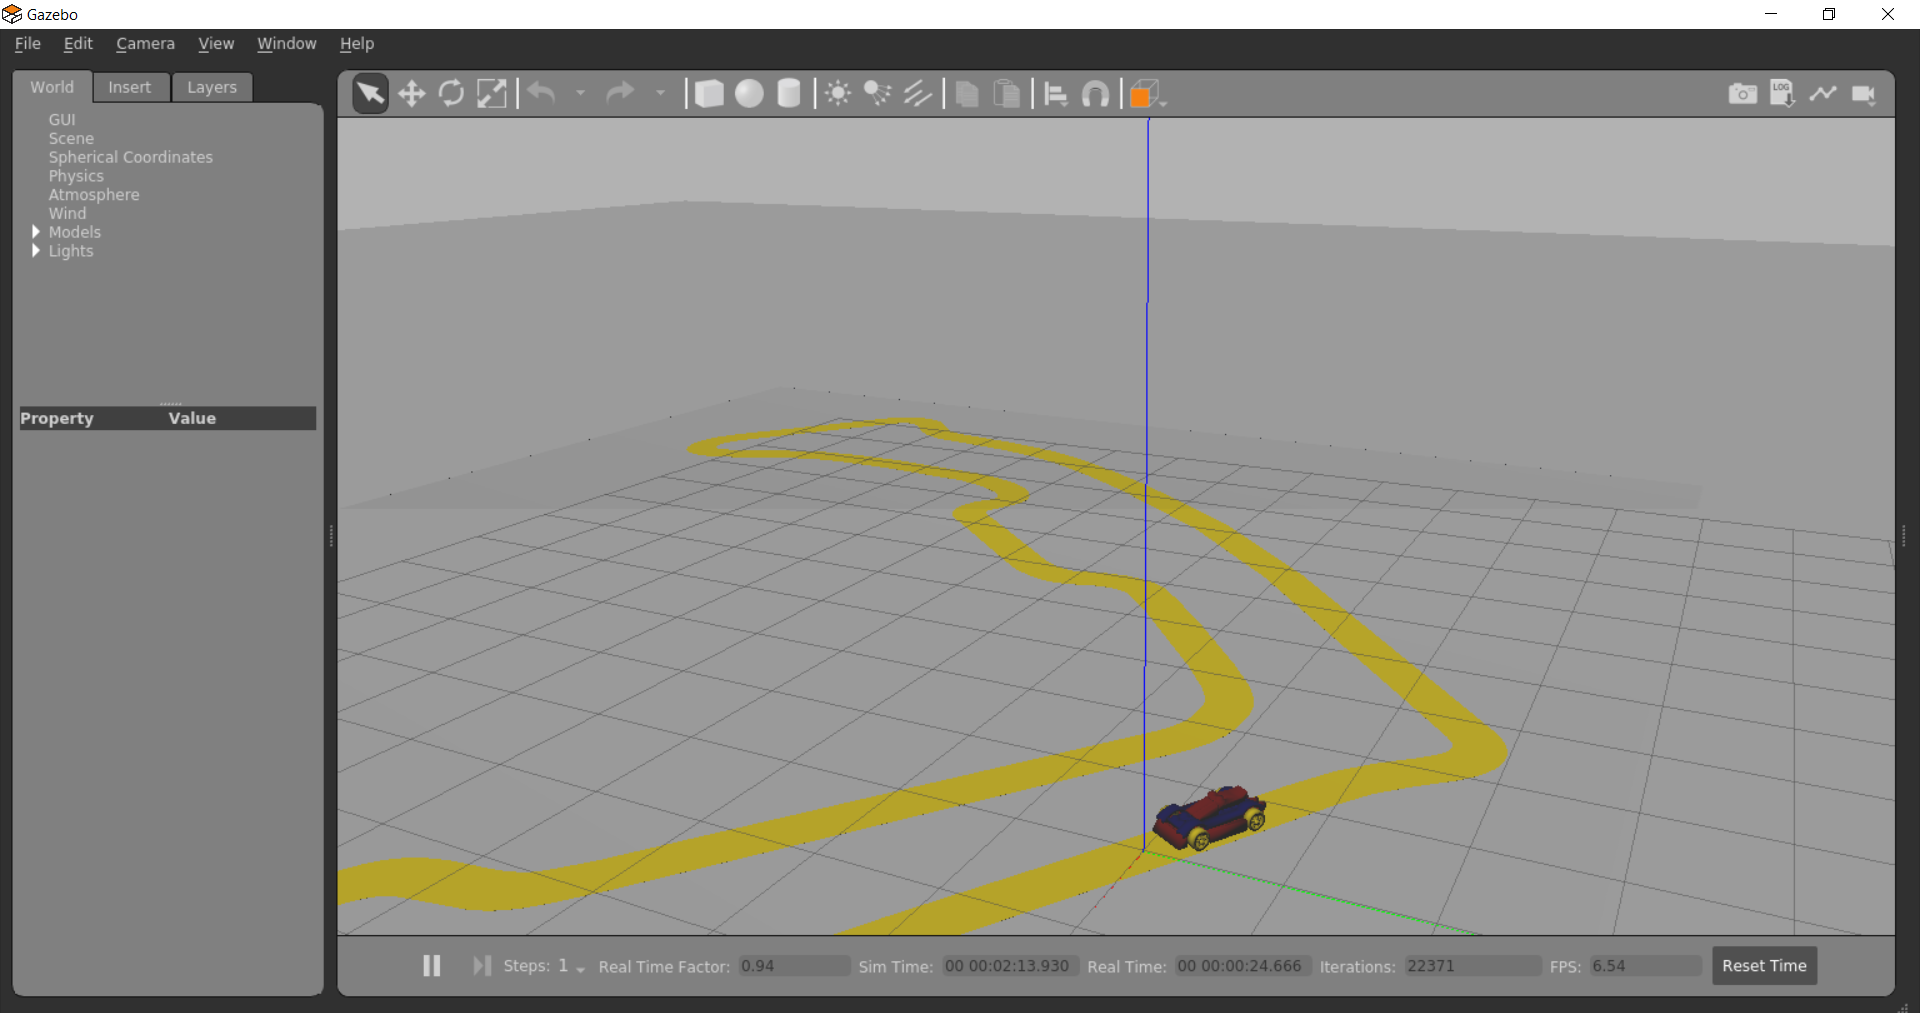 Gazebo
File Edit Camera View Window Help
World Insert Layers
LOG
GUI
Scene
Spherical Coordinates
Physics
Atmosphere
Wind
Models
Lights
Property Value
Steps: 1 Real Time Factor: 0.94 Sim Time: 00 00:02:13.930 Real Time: 00 00:00:24.666 Iterations: 22371 FPS: 6.54 Reset Time